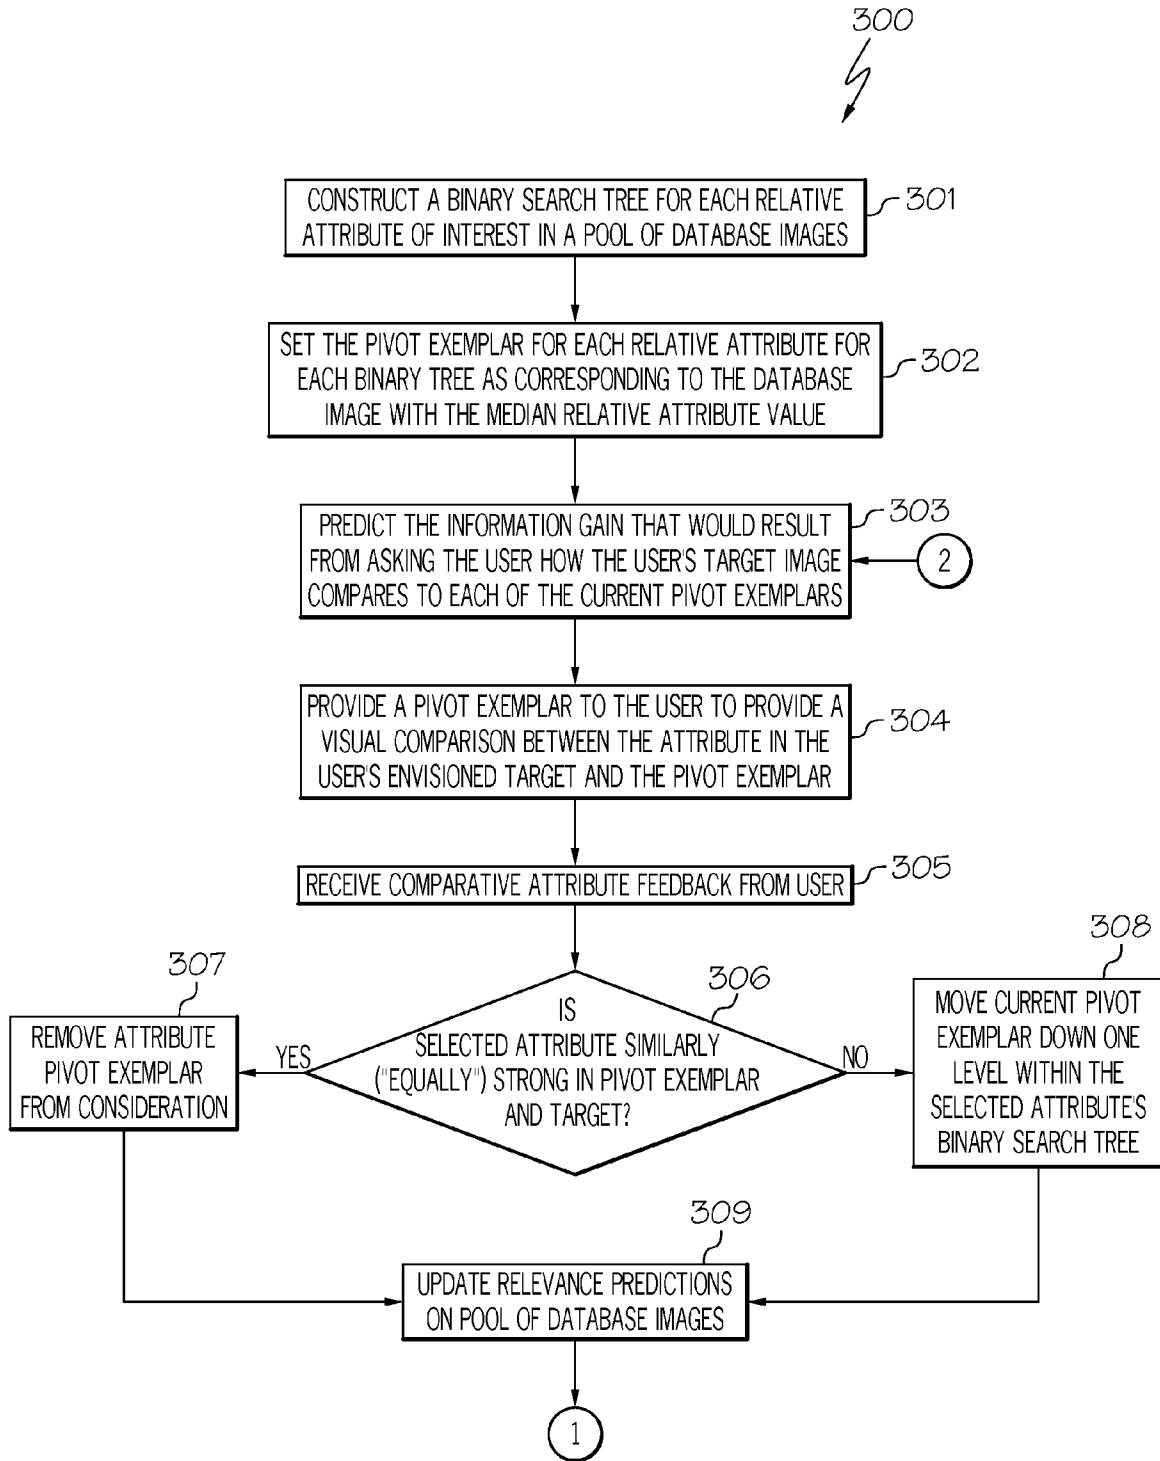 300
CONSTRUCT A BINARY SEARCH TREE FOR EACH RELATIVE
ATTRIBUTE OF INTEREST IN A POOL OF DATABASE IMAGES
301
SET THE PIVOT EXEMPLAR FOR EACH RELATIVE ATTRIBUTE FOR
EACH BINARY TREE AS CORRESPONDING TO THE DATABASE
IMAGE WITH THE MEDIAN RELATIVE ATTRIBUTE VALUE
302
PREDICT THE INFORMATION GAIN THAT WOULD RESULT
FROM ASKING THE USER HOW THE USER'S TARGET IMAGE
COMPARES TO EACH OF THE CURRENT PIVOT EXEMPLARS
303
2
PROVIDE A PIVOT EXEMPLAR TO THE USER TO PROVIDE A
VISUAL COMPARISON BETWEEN THE ATTRIBUTE IN THE
USER'S ENVISIONED TARGET AND THE PIVOT EXEMPLAR
304
RECEIVE COMPARATIVE ATTRIBUTE FEEDBACK FROM USER
305
IS
SELECTED ATTRIBUTE SIMILARLY
("EQUALLY") STRONG IN PIVOT EXEMPLAR
AND TARGET?
306
YES
NO
307
REMOVE ATTRIBUTE
PIVOT EXEMPLAR
FROM CONSIDERATION
308
MOVE CURRENT PIVOT
EXEMPLAR DOWN ONE
LEVEL WITHIN THE
SELECTED ATTRIBUTE'S
BINARY SEARCH TREE
309
UPDATE RELEVANCE PREDICTIONS
ON POOL OF DATABASE IMAGES
1